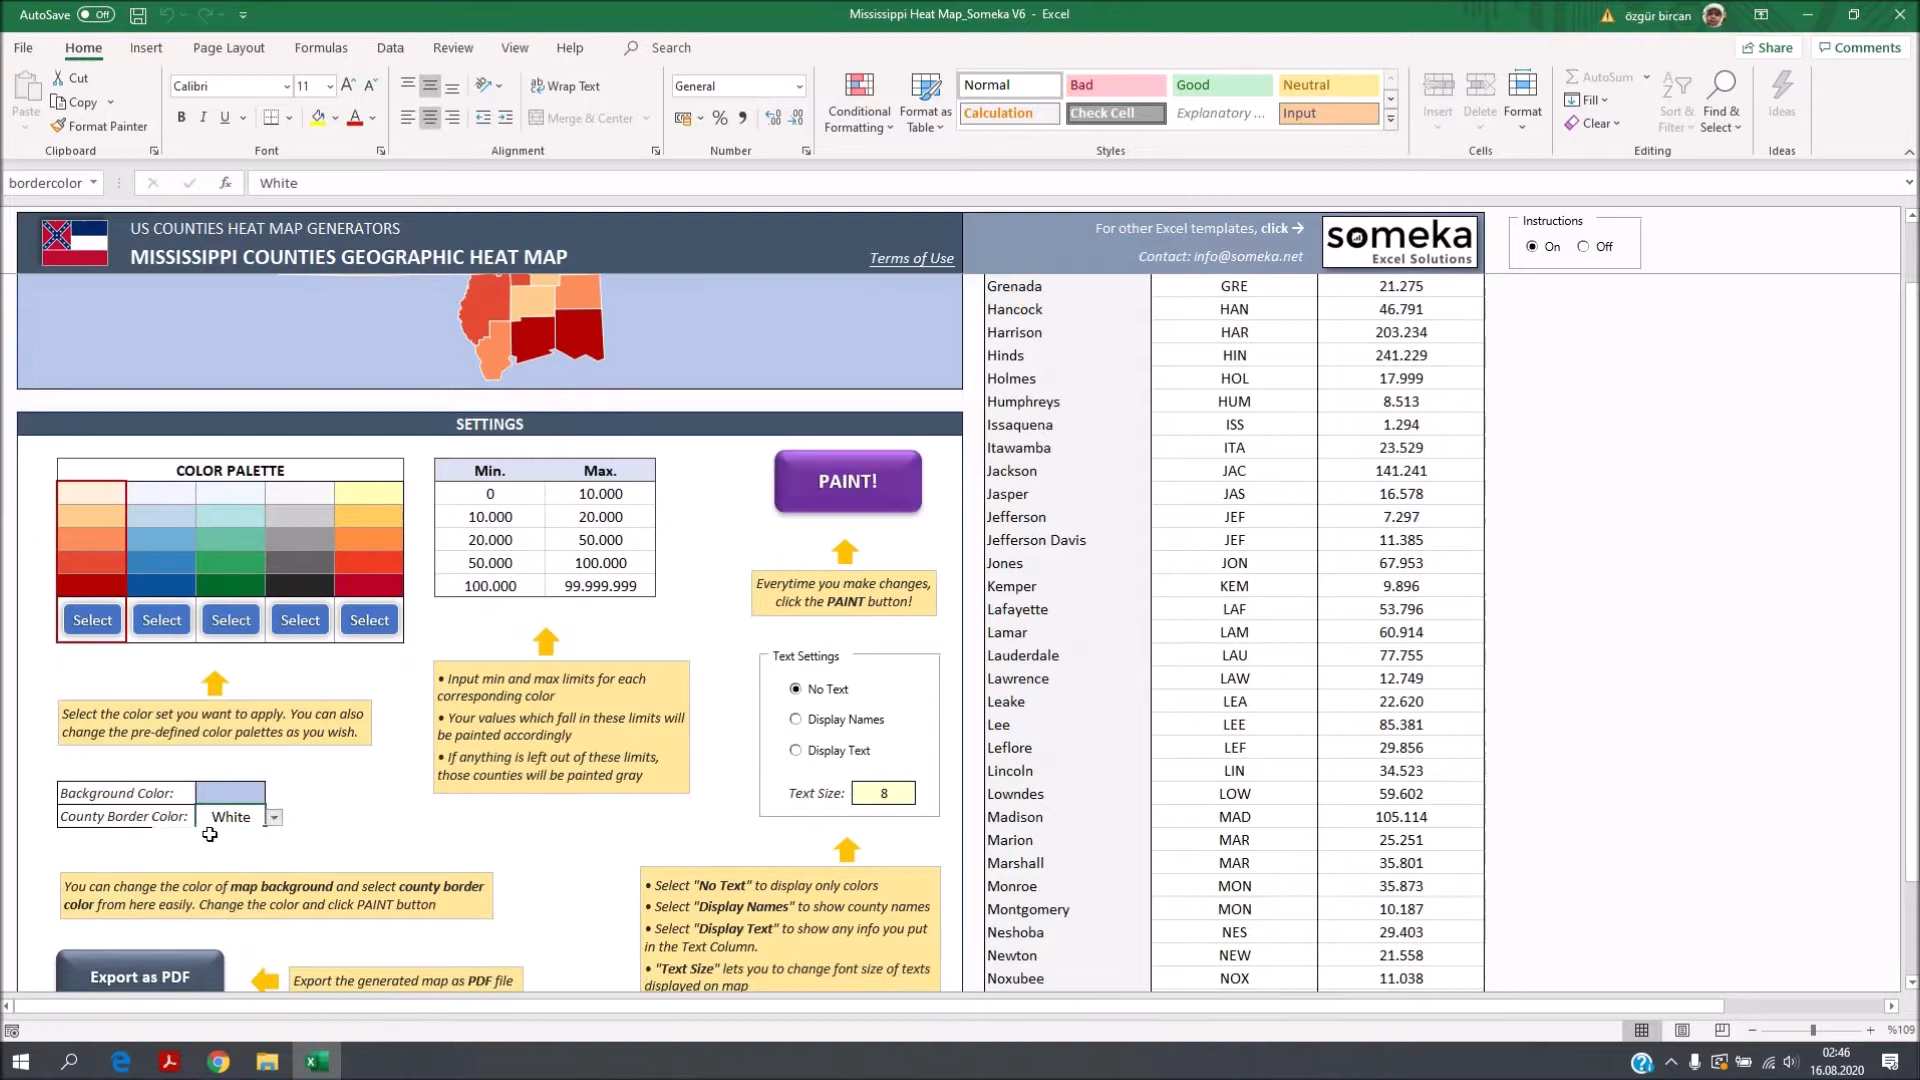 AutoSave Off
Mississippi Heat Map_Someka V6 - Excel
özgür bircan
File Home Insert Page Layout Formulas Data Review View Help Search
Share Comments
Paste
Cut
Copy
Format Painter
Clipboard
Calibri 11
B I U
Font
Wrap Text
Merge & Center
Alignment
General
Number
Conditional
Formatting
Format as
Table
Normal Bad Good Neutral
Calculation Check Cell Explanatory ... Input
Styles
Insert Delete Format
Cells
AutoSum
Fill
Clear
Sort &
Filter
Find &
Select
Editing
Ideas
Ideas
bordercolor fx White
US COUNTIES HEAT MAP GENERATORS
MISSISSIPPI COUNTIES GEOGRAPHIC HEAT MAP
Terms of Use
For other Excel templates, click →
Contact: info@someka.net
someka
Excel Solutions
Instructions
On Off
SETTINGS
COLOR PALETTE
Select Select Select Select Select
Select the color set you want to apply. You can also
change the pre-defined color palettes as you wish.
Background Color:
County Border Color: White
You can change the color of map background and select county border
color from here easily. Change the color and click PAINT button
Export as PDF
Export the generated map as PDF file
Min. Max.
0 10.000
10.000 20.000
20.000 50.000
50.000 100.000
100.000 99.999.999
• Input min and max limits for each
corresponding color
• Your values which fall in these limits will
be painted accordingly
• If anything is left out of these limits,
those counties will be painted gray
PAINT!
Everytime you make changes,
click the PAINT button!
Text Settings
No Text
Display Names
Display Text
Text Size: 8
• Select "No Text" to display only colors
• Select "Display Names" to show county names
• Select "Display Text" to show any info you put
in the Text Column.
• "Text Size" lets you to change font size of texts
displayed on map
Grenada GRE 21.275
Hancock HAN 46.791
Harrison HAR 203.234
Hinds HIN 241.229
Holmes HOL 17.999
Humphreys HUM 8.513
Issaquena ISS 1.294
Itawamba ITA 23.529
Jackson JAC 141.241
Jasper JAS 16.578
Jefferson JEF 7.297
Jefferson Davis JEF 11.385
Jones JON 67.953
Kemper KEM 9.896
Lafayette LAF 53.796
Lamar LAM 60.914
Lauderdale LAU 77.755
Lawrence LAW 12.749
Leake LEA 22.620
Lee LEE 85.381
Leflore LEF 29.856
Lincoln LIN 34.523
Lowndes LOW 59.602
Madison MAD 105.114
Marion MAR 25.251
Marshall MAR 35.801
Monroe MON 35.873
Montgomery MON 10.187
Neshoba NES 29.403
Newton NEW 21.558
Noxubee NOX 11.038
%109
02:46
16.08.2020